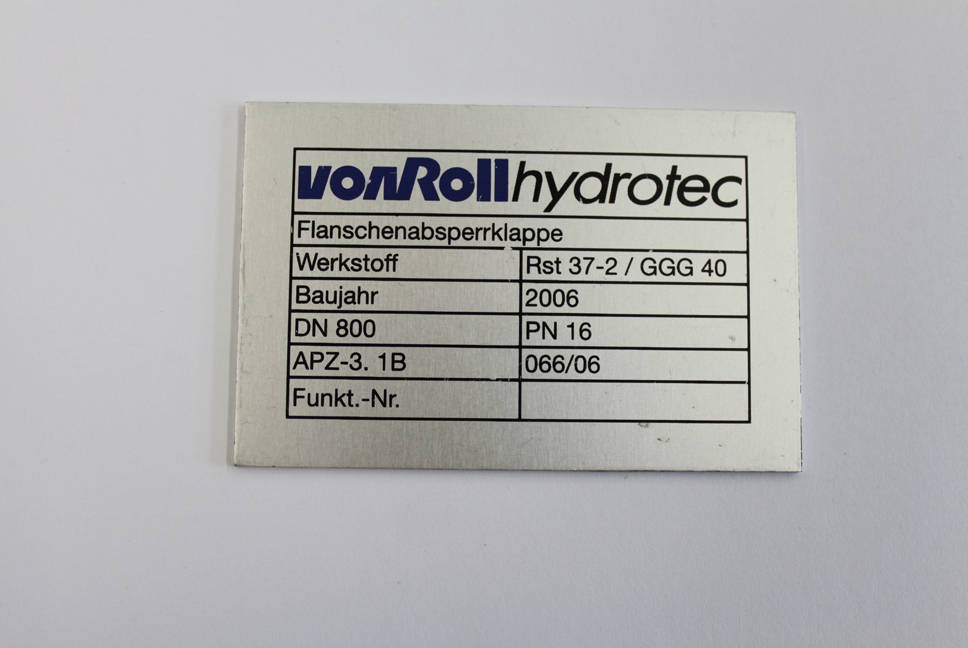 vonRoll hydrotec
Flanschenabsperrklappe
Werkstoff Rst 37-2 / GGG 40
Baujahr 2006
DN 800 PN 16
APZ-3. 1B 066/06
Funkt.-Nr.